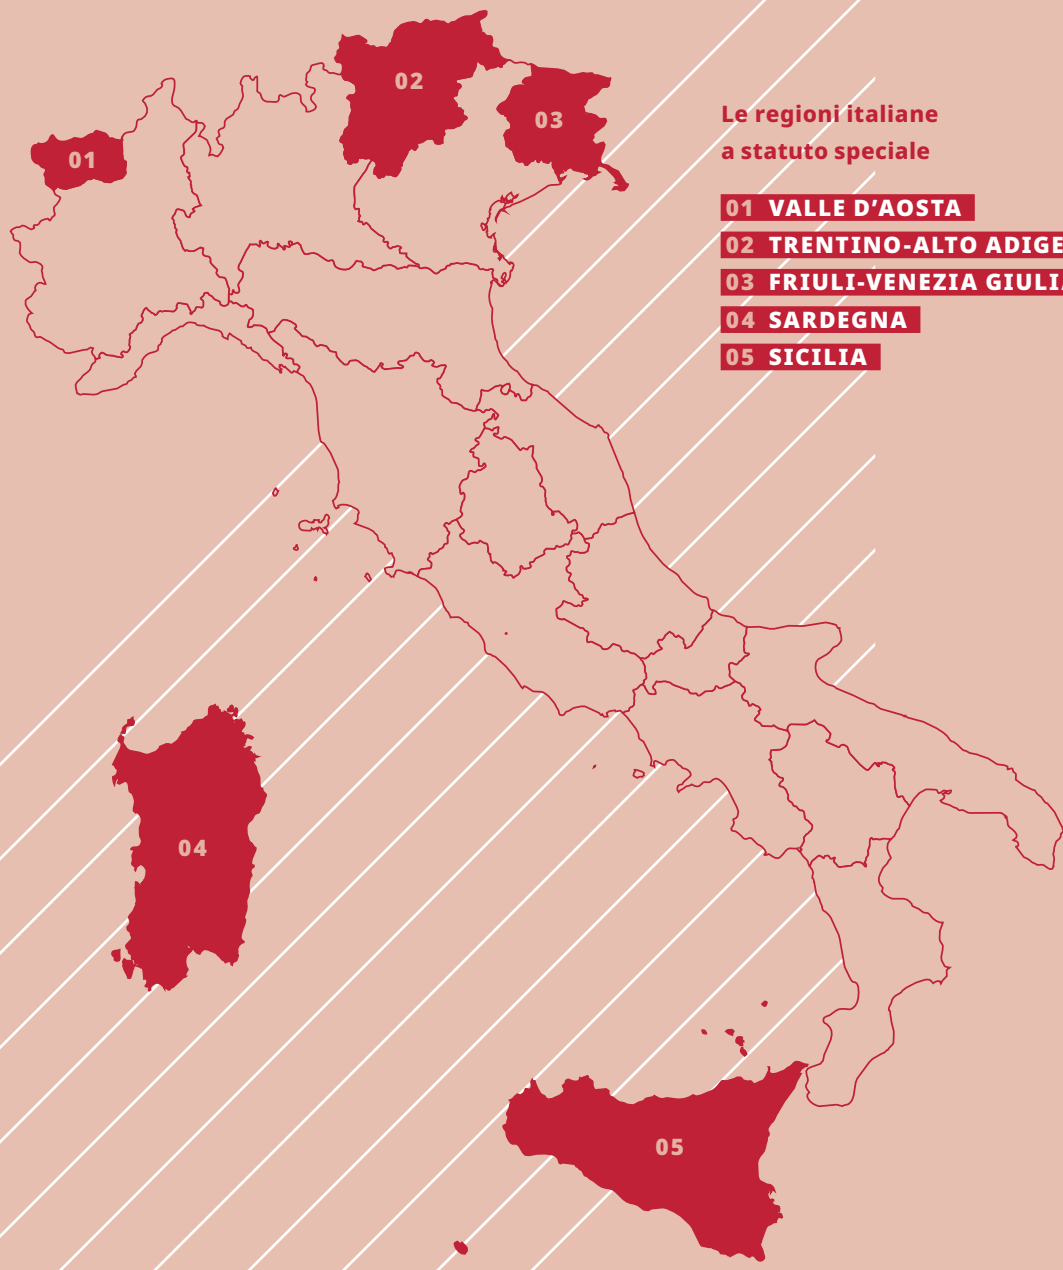 Le regioni italiane
a statuto speciale
01 VALLE D’AOSTA
02 TRENTINO-ALTO ADIGE
03 FRIULI-VENEZIA GIULIA
04 SARDEGNA
05 SICILIA
01
02
03
04
05